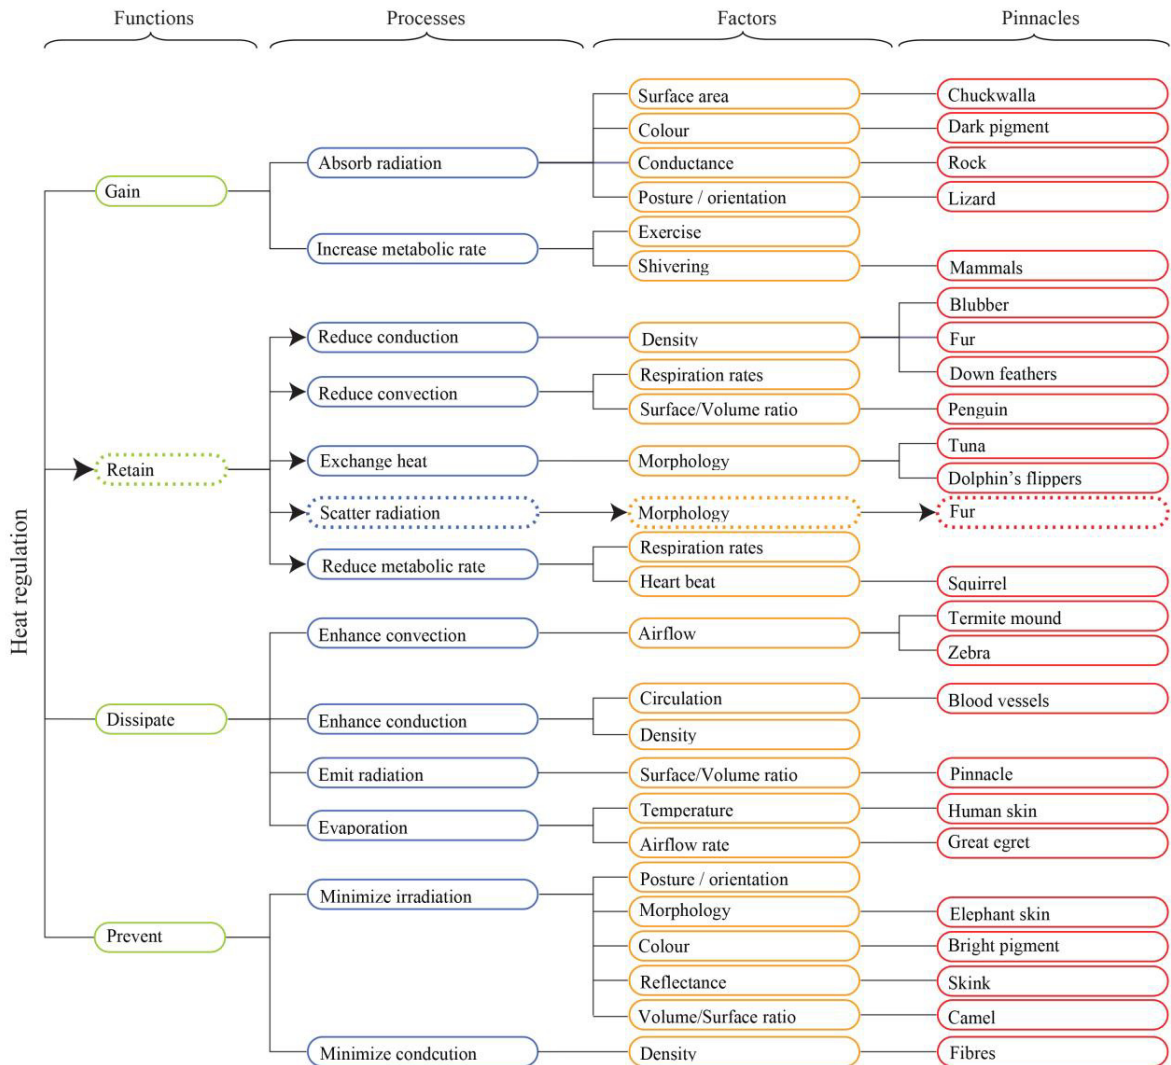 Functions Processes Factors Pinnacles
Surface area Chuckwalla
Colour Dark pigment
Absorb radiation Conductance Rock
Gain
Posture / orientation Lizard
Exercise
Increase metabolic rate
Shivering Mammals
Blubber
Reduce conduction Density Fur
Down feathers
Respiration rates
Reduce convection
Surface/Volume ratio Penguin
Tuna
Retain Exchange heat Morphology
Dolphin's flippers
Scatter radiation Morphology Fur
Respiration rates
Reduce metabolic rate
Heart beat Squirrel
Heat regulation
Termite mound
Enhance convection Airflow
Zebra
Circulation Blood vessels
Dissipate Enhance conduction
Density
Emit radiation Surface/Volume ratio Pinnacle
Temperature Human skin
Evaporation
Airflow rate Great egret
Posture / orientation
Minimize irradiation
Morphology Elephant skin
Prevent
Colour Bright pigment
Reflectance Skink
Volume/Surface ratio Camel
Minimize condcution Density Fibres